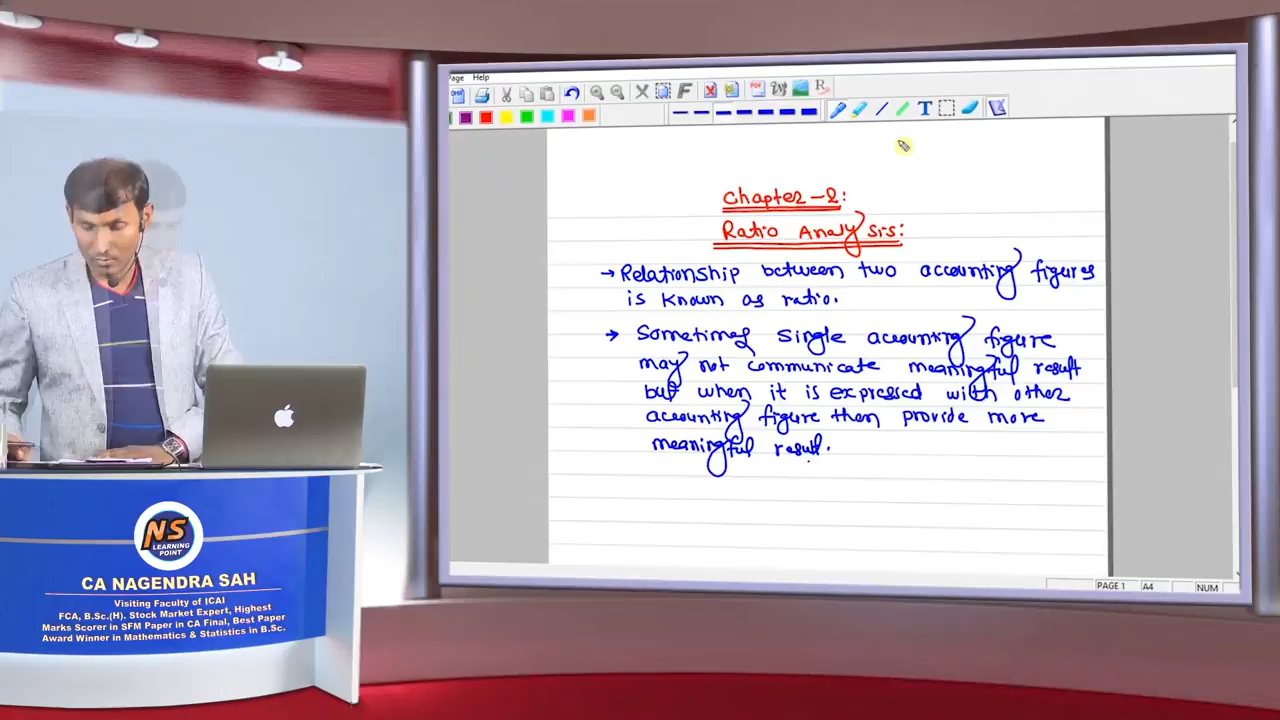 Page Help
Chapter-2:
Ratio Analysis:
→ Relationship between two accounting figures
is known as ratio.
→ Sometimes single accounting figure
may not communicate meaningful result
but when it is expressed with other
accounting figure then provide more
meaningful result.
PAGE 1 A4 NUM
NS
LEARNING
POINT
CA NAGENDRA SAH
Visiting Faculty of ICAI
FCA, B.Sc.(H). Stock Market Expert, Highest
Marks Scorer in SFM Paper in CA Final, Best Paper
Award Winner in Mathematics & Statistics in B.Sc.